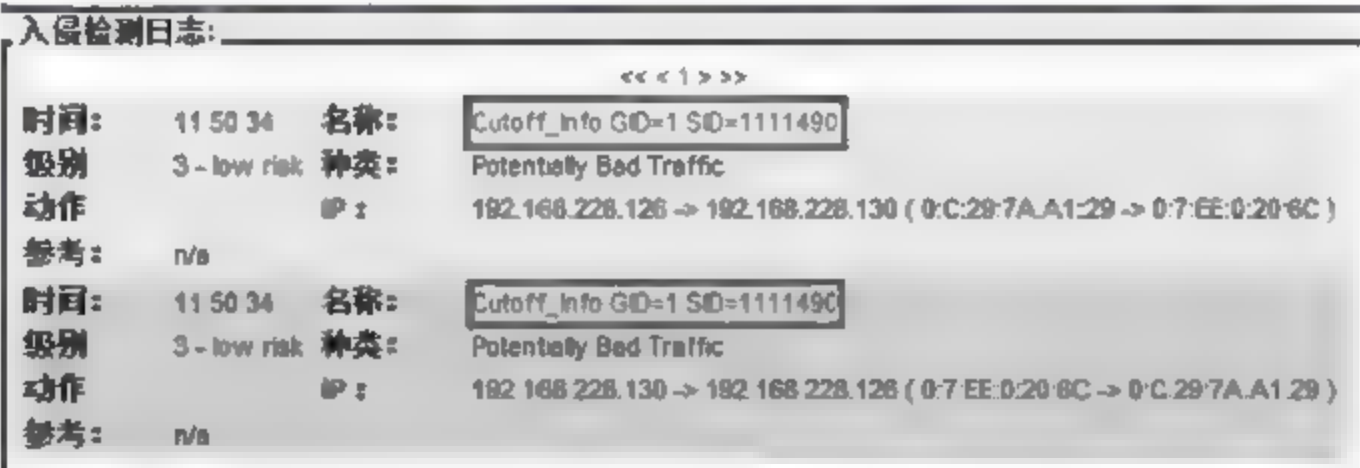 入侵检测日志:
<< < 1 > >>
时间: 11 50 34 名称: Cutoff_Info GID=1 SID=1111490
级别 3 - low risk 种类: Potentially Bad Traffic
动作 IP: 192.168.228.126 -> 192.168.228.130 ( 0:C:29:7A:A1:29 -> 0:7:EE:0:20:6C )
参考: n/a
时间: 11 50 34 名称: Cutoff_Info GID=1 SID=1111490
级别 3 - low risk 种类: Potentially Bad Traffic
动作 IP: 192.168.228.130 -> 192.168.228.126 ( 0:7:EE:0:20:6C -> 0:C:29:7A:A1:29 )
参考: n/a